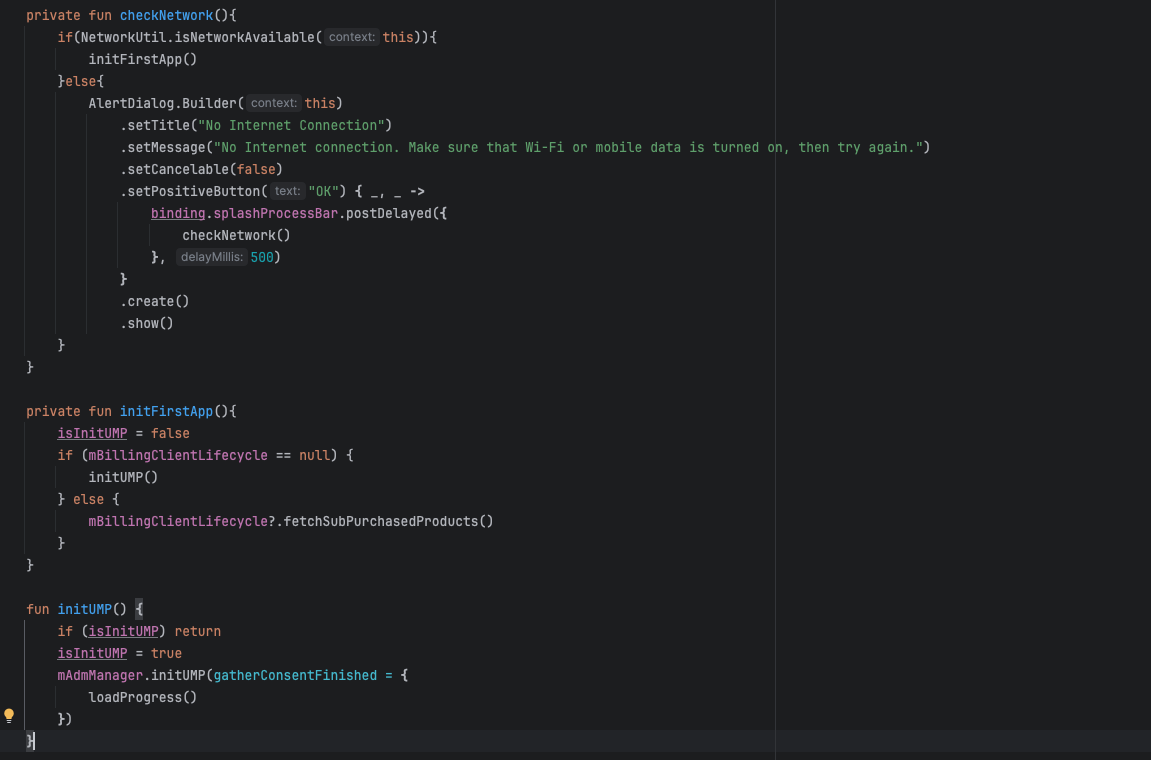 private fun checkNetwork(){
    if(NetworkUtil.isNetworkAvailable( context: this)){
        initFirstApp()
    }else{
        AlertDialog.Builder( context: this)
            .setTitle("No Internet Connection")
            .setMessage("No Internet connection. Make sure that Wi-Fi or mobile data is turned on, then try again.")
            .setCancelable(false)
            .setPositiveButton( text: "OK") { _, _ ->
                binding.splashProcessBar.postDelayed({
                    checkNetwork()
                }, delayMillis: 500)
            }
            .create()
            .show()
    }
}

private fun initFirstApp(){
    isInitUMP = false
    if (mBillingClientLifecycle == null) {
        initUMP()
    } else {
        mBillingClientLifecycle?.fetchSubPurchasedProducts()
    }
}

fun initUMP() {
    if (isInitUMP) return
    isInitUMP = true
    mAdmManager.initUMP(gatherConsentFinished = {
        loadProgress()
    })
}